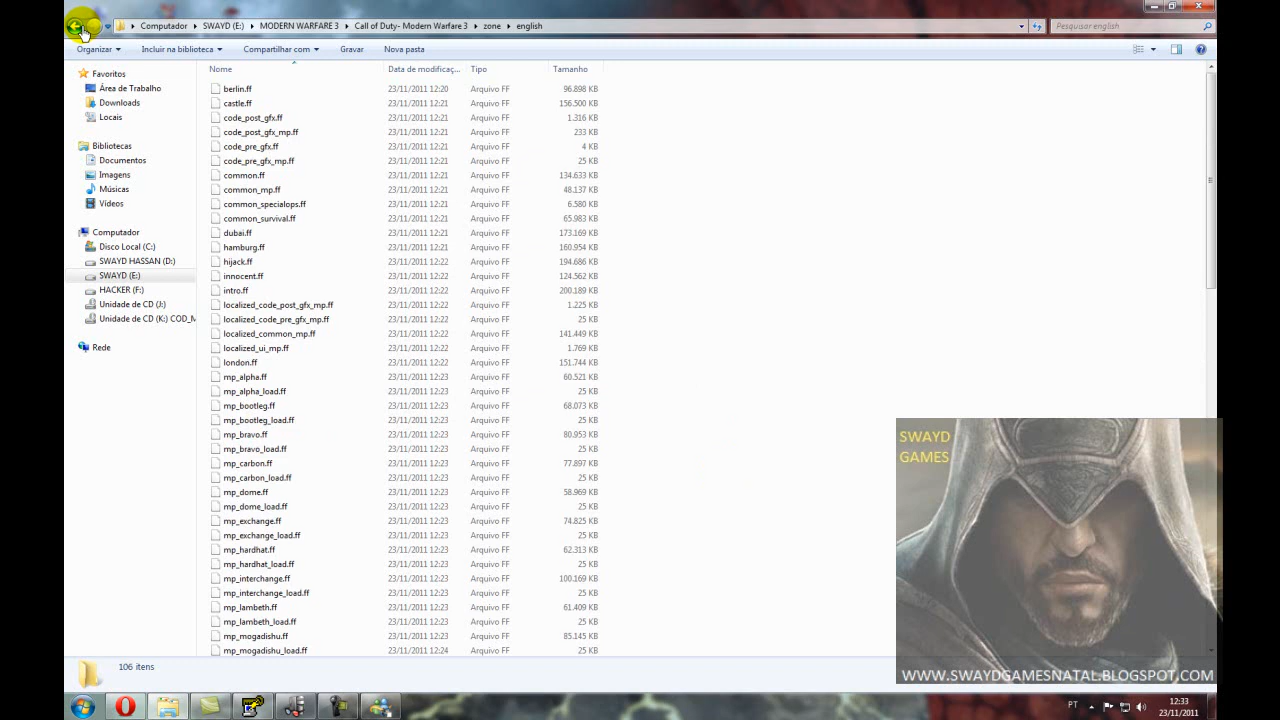 Computador ▸ SWAYD (E:) ▸ MODERN WARFARE 3 ▸ Call of Duty- Modern Warfare 3 ▸ zone ▸ english
Pesquisar english
Organizar Incluir na biblioteca Compartilhar com Gravar Nova pasta
Favoritos
Área de Trabalho
Downloads
Locais
Bibliotecas
Documentos
Imagens
Músicas
Vídeos
Computador
Disco Local (C:)
SWAYD HASSAN (D:)
SWAYD (E:)
HACKER (F:)
Unidade de CD (J:)
Unidade de CD (K:) COD_M
Rede
Nome Data de modificaç... Tipo Tamanho
berlin.ff 23/11/2011 12:20 Arquivo FF 96.898 KB
castle.ff 23/11/2011 12:21 Arquivo FF 156.500 KB
code_post_gfx.ff 23/11/2011 12:21 Arquivo FF 1.316 KB
code_post_gfx_mp.ff 23/11/2011 12:21 Arquivo FF 233 KB
code_pre_gfx.ff 23/11/2011 12:21 Arquivo FF 4 KB
code_pre_gfx_mp.ff 23/11/2011 12:21 Arquivo FF 25 KB
common.ff 23/11/2011 12:21 Arquivo FF 134.633 KB
common_mp.ff 23/11/2011 12:21 Arquivo FF 48.137 KB
common_specialops.ff 23/11/2011 12:21 Arquivo FF 6.580 KB
common_survival.ff 23/11/2011 12:21 Arquivo FF 65.983 KB
dubai.ff 23/11/2011 12:21 Arquivo FF 173.169 KB
hamburg.ff 23/11/2011 12:21 Arquivo FF 160.954 KB
hijack.ff 23/11/2011 12:22 Arquivo FF 194.686 KB
innocent.ff 23/11/2011 12:22 Arquivo FF 124.562 KB
intro.ff 23/11/2011 12:22 Arquivo FF 200.189 KB
localized_code_post_gfx_mp.ff 23/11/2011 12:22 Arquivo FF 1.225 KB
localized_code_pre_gfx_mp.ff 23/11/2011 12:22 Arquivo FF 25 KB
localized_common_mp.ff 23/11/2011 12:22 Arquivo FF 141.449 KB
localized_ui_mp.ff 23/11/2011 12:22 Arquivo FF 1.769 KB
london.ff 23/11/2011 12:22 Arquivo FF 151.744 KB
mp_alpha.ff 23/11/2011 12:23 Arquivo FF 60.521 KB
mp_alpha_load.ff 23/11/2011 12:23 Arquivo FF 25 KB
mp_bootleg.ff 23/11/2011 12:23 Arquivo FF 68.073 KB
mp_bootleg_load.ff 23/11/2011 12:23 Arquivo FF 25 KB
mp_bravo.ff 23/11/2011 12:23 Arquivo FF 80.953 KB
mp_bravo_load.ff 23/11/2011 12:23 Arquivo FF 25 KB
mp_carbon.ff 23/11/2011 12:23 Arquivo FF 77.897 KB
mp_carbon_load.ff 23/11/2011 12:23 Arquivo FF 25 KB
mp_dome.ff 23/11/2011 12:23 Arquivo FF 58.969 KB
mp_dome_load.ff 23/11/2011 12:23 Arquivo FF 25 KB
mp_exchange.ff 23/11/2011 12:23 Arquivo FF 74.825 KB
mp_exchange_load.ff 23/11/2011 12:23 Arquivo FF 25 KB
mp_hardhat.ff 23/11/2011 12:23 Arquivo FF 62.313 KB
mp_hardhat_load.ff 23/11/2011 12:23 Arquivo FF 25 KB
mp_interchange.ff 23/11/2011 12:23 Arquivo FF 100.169 KB
mp_interchange_load.ff 23/11/2011 12:23 Arquivo FF 25 KB
mp_lambeth.ff 23/11/2011 12:23 Arquivo FF 61.409 KB
mp_lambeth_load.ff 23/11/2011 12:23 Arquivo FF 25 KB
mp_mogadishu.ff 23/11/2011 12:23 Arquivo FF 85.145 KB
mp_mogadishu_load.ff 23/11/2011 12:24 Arquivo FF 25 KB
SWAYD
GAMES
WWW.SWAYDGAMESNATAL.BLOGSPOT.COM
106 itens
PT
12:33
23/11/2011